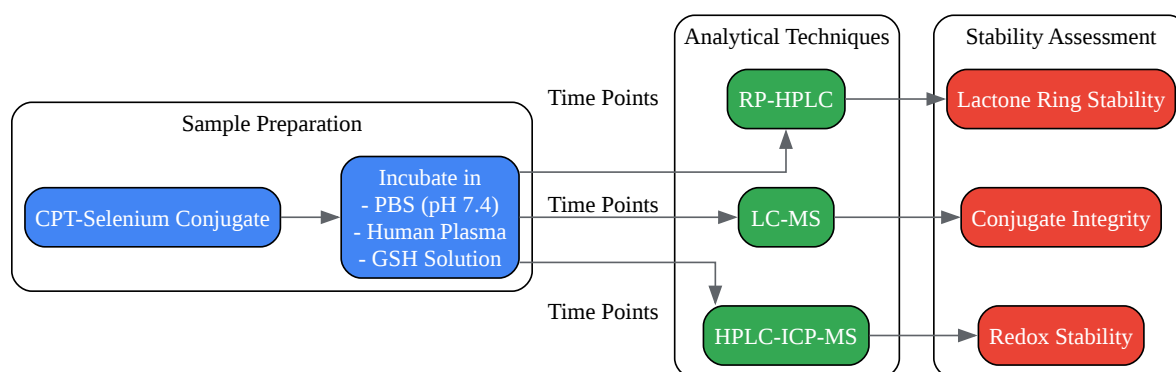 Sample Preparation
CPT-Selenium Conjugate
Incubate in
- PBS (pH 7.4)
- Human Plasma
- GSH Solution
Time Points
Time Points
Time Points
Analytical Techniques
RP-HPLC
LC-MS
HPLC-ICP-MS
Stability Assessment
Lactone Ring Stability
Conjugate Integrity
Redox Stability